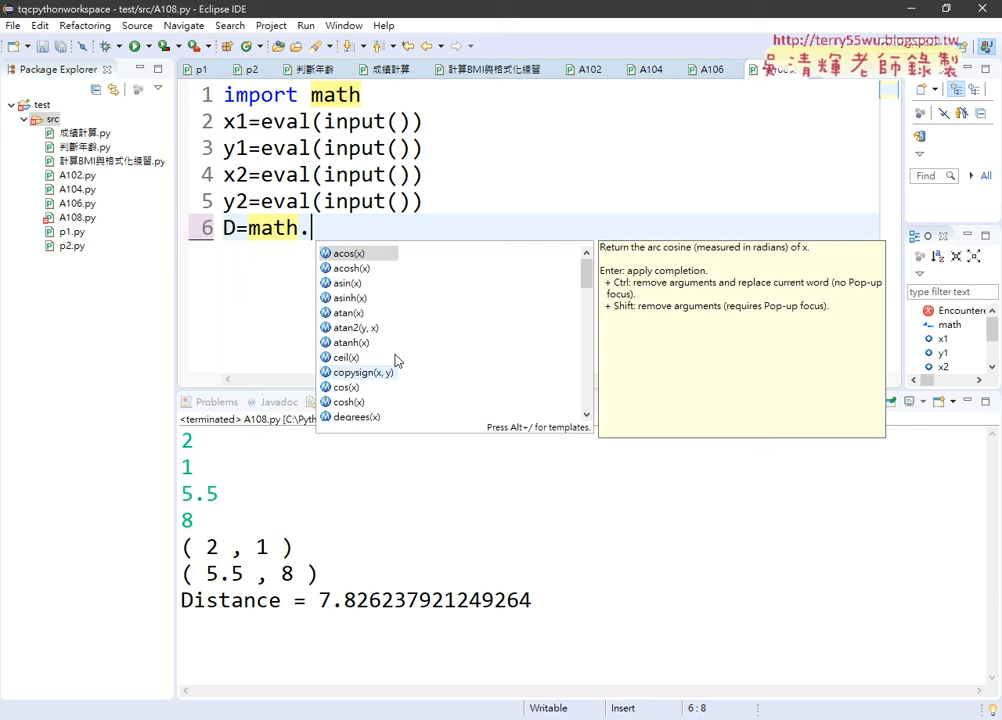 tqcpythonworkspace - test/src/A108.py - Eclipse IDE
File Edit Refactoring Source Navigate Search Project Run Window Help
http://terry55wu.blogspot.tw
吳清輝老師錄製
Package Explorer
p1 p2 判斷年齡 成績計算 計算BMI與格式化練習 A102 A104 A106
test
src
成績計算.py
判斷年齡.py
計算BMI與格式化練習.py
A102.py
A104.py
A106.py
A108.py
p1.py
p2.py
1 import math
2 x1=eval(input())
3 y1=eval(input())
4 x2=eval(input())
5 y2=eval(input())
6 D=math.
acos(x)
acosh(x)
asin(x)
asinh(x)
atan(x)
atan2(y, x)
atanh(x)
ceil(x)
copysign(x, y)
cos(x)
cosh(x)
degrees(x)
Press Alt+/ for templates.
Return the arc cosine (measured in radians) of x.
Enter: apply completion.
+ Ctrl: remove arguments and replace current word (no Pop-up
focus).
+ Shift: remove arguments (requires Pop-up focus).
Find All
O
type filter text
Encountere
math
x1
y1
x2
Problems Javadoc
<terminated> A108.py [C:\Pyth
2
1
5.5
8
( 2 , 1 )
( 5.5 , 8 )
Distance = 7.826237921249264
Writable Insert 6 : 8